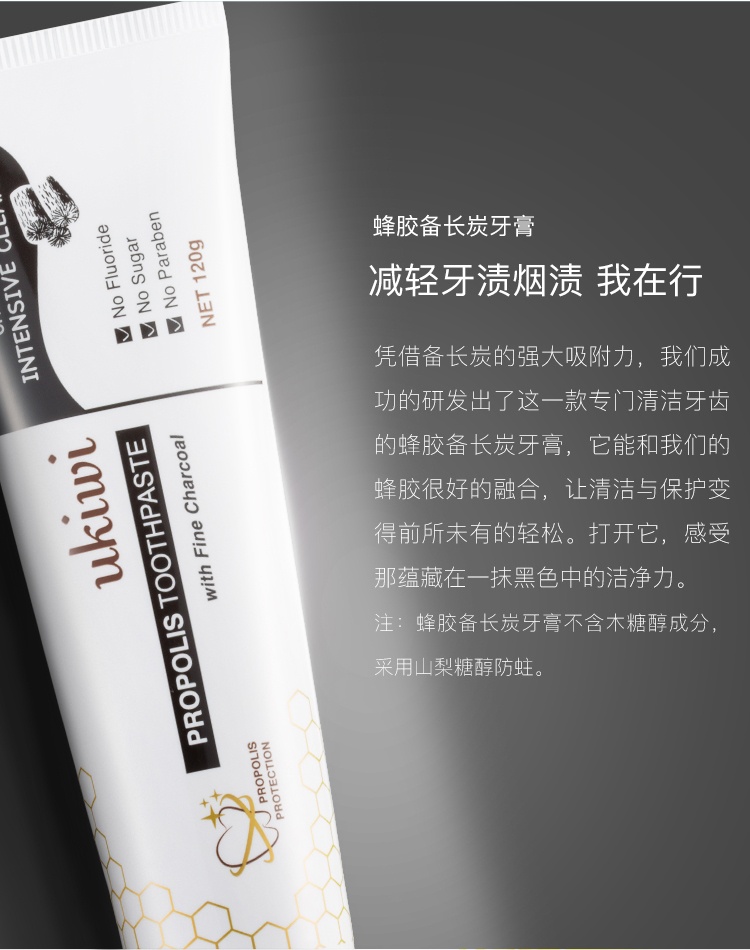 INTENSIVE
No Fluoride
No Sugar
No Paraben
NET 120g
ukiwi
PROPOLIS TOOTHPASTE
with Fine Charcoal
PROPOLIS
PROTECTION
蜂胶备长炭牙膏
减轻牙渍烟渍 我在行
凭借备长炭的强大吸附力，我们成
功的研发出了这一款专门清洁牙齿
的蜂胶备长炭牙膏，它能和我们的
蜂胶很好的融合，让清洁与保护变
得前所未有的轻松。打开它，感受
那蕴藏在一抹黑色中的洁净力。
注：蜂胶备长炭牙膏不含木糖醇成分，
采用山梨糖醇防蛀。